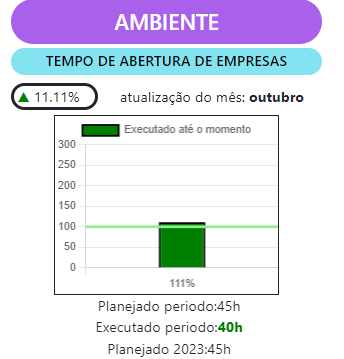 AMBIENTE
TEMPO DE ABERTURA DE EMPRESAS
▲ 11.11% atualização do mês: outubro
Executado até o momento
300
250
200
150
100
50
0
111%
Planejado periodo:45h
Executado periodo:40h
Planejado 2023:45h